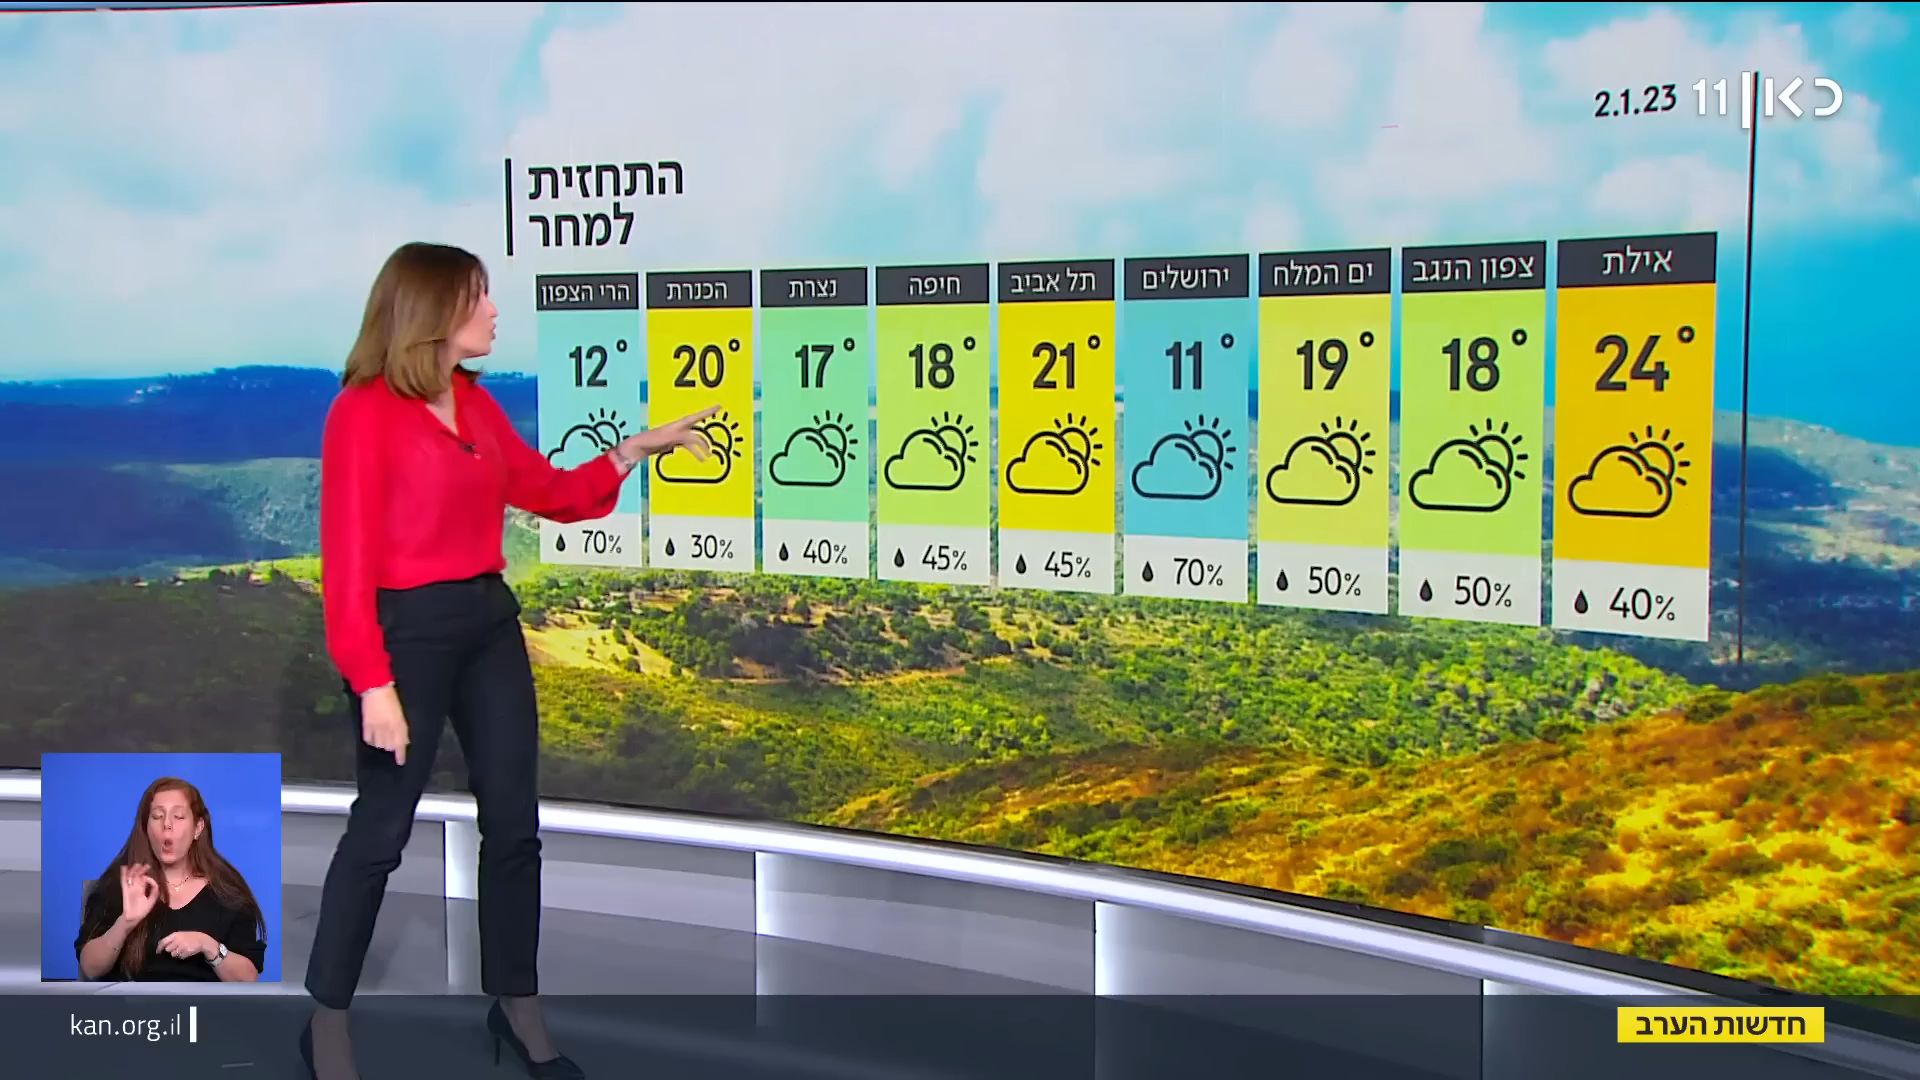 2.1.23
כאן 11
התחזית
למחר
הרי הצפון
הכנרת
נצרת
חיפה
תל אביב
ירושלים
ים המלח
צפון הנגב
אילת
12°
20°
17°
18°
21°
11°
19°
18°
24°
70%
30%
40%
45%
45%
70%
50%
50%
40%
kan.org.il
חדשות הערב